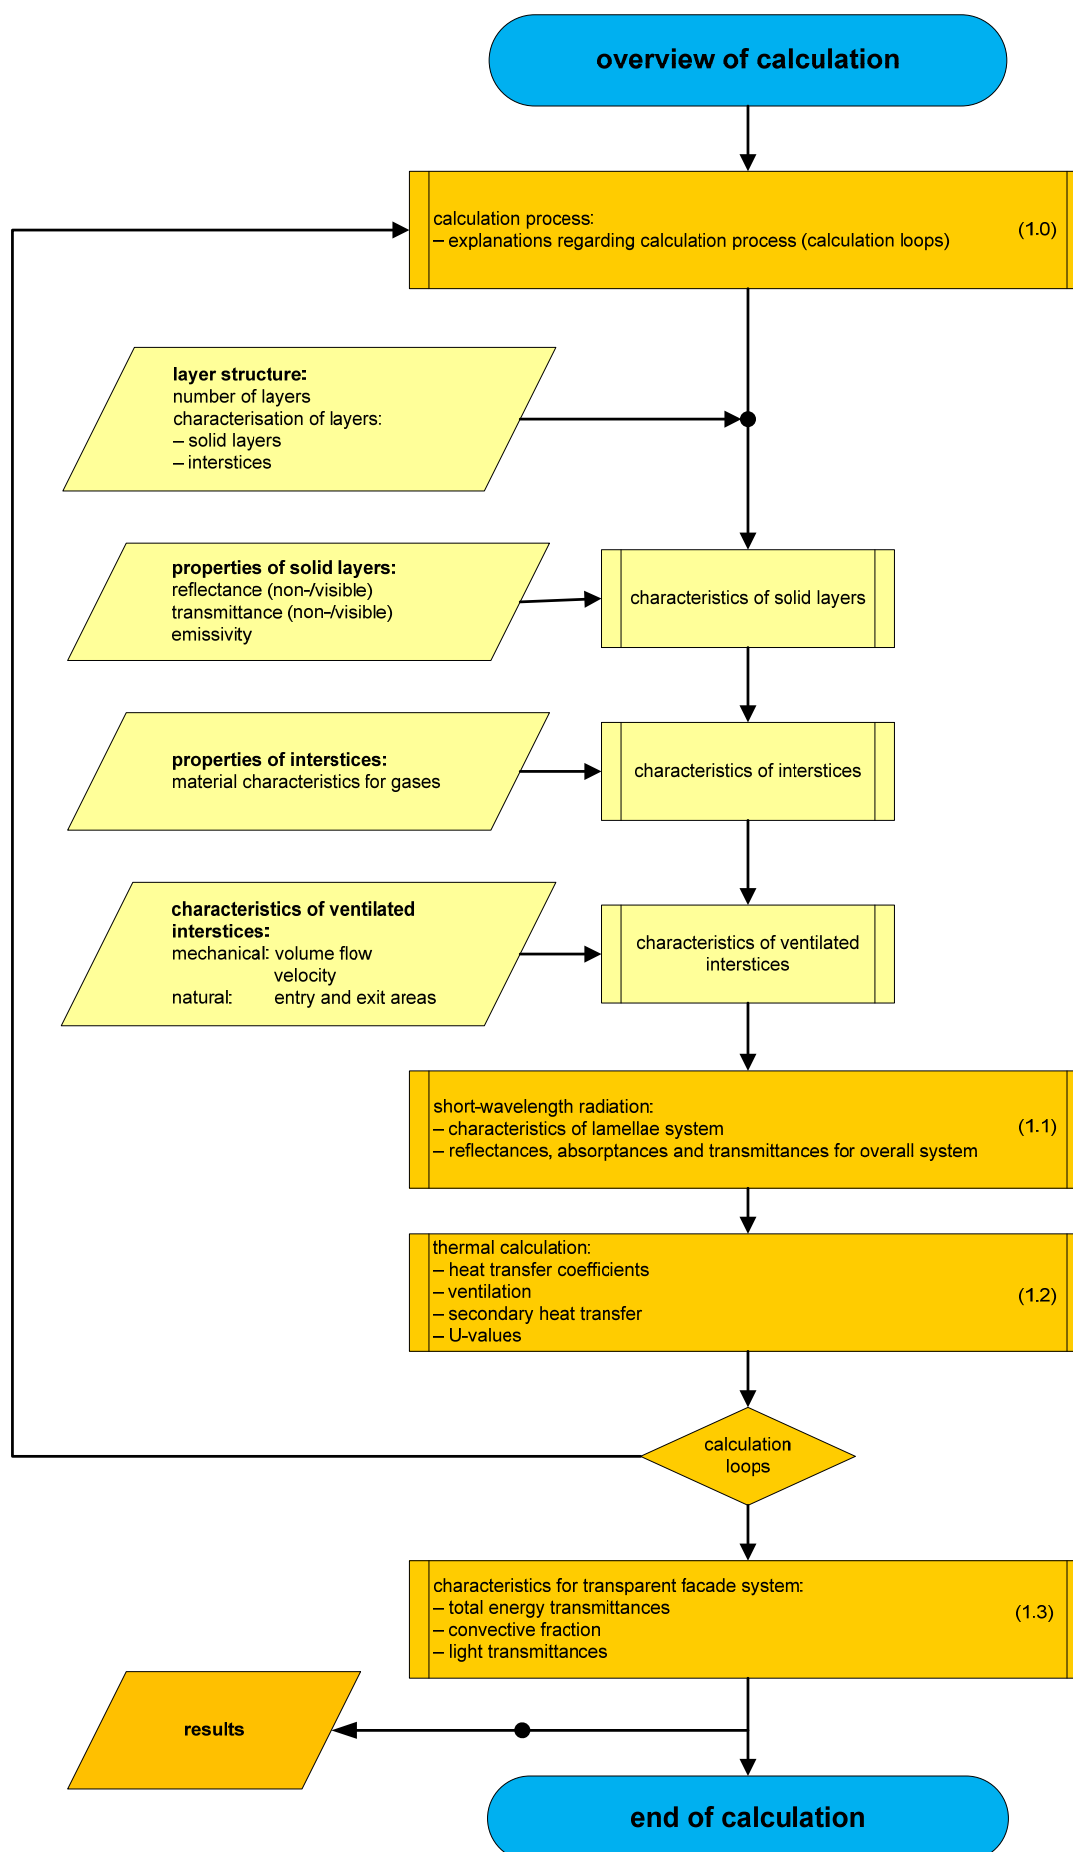 overview of calculation
calculation process:
– explanations regarding calculation process (calculation loops)
(1.0)
layer structure:
number of layers
characterisation of layers:
– solid layers
– interstices
properties of solid layers:
reflectance (non-/visible)
transmittance (non-/visible)
emissivity
characteristics of solid layers
properties of interstices:
material characteristics for gases
characteristics of interstices
characteristics of ventilated
interstices:
mechanical: volume flow
velocity
natural: entry and exit areas
characteristics of ventilated
interstices
short-wavelength radiation:
– characteristics of lamellae system
– reflectances, absorptances and transmittances for overall system
(1.1)
thermal calculation:
– heat transfer coefficients
– ventilation
– secondary heat transfer
– U-values
(1.2)
calculation
loops
characteristics for transparent facade system:
– total energy transmittances
– convective fraction
– light transmittances
(1.3)
results
end of calculation